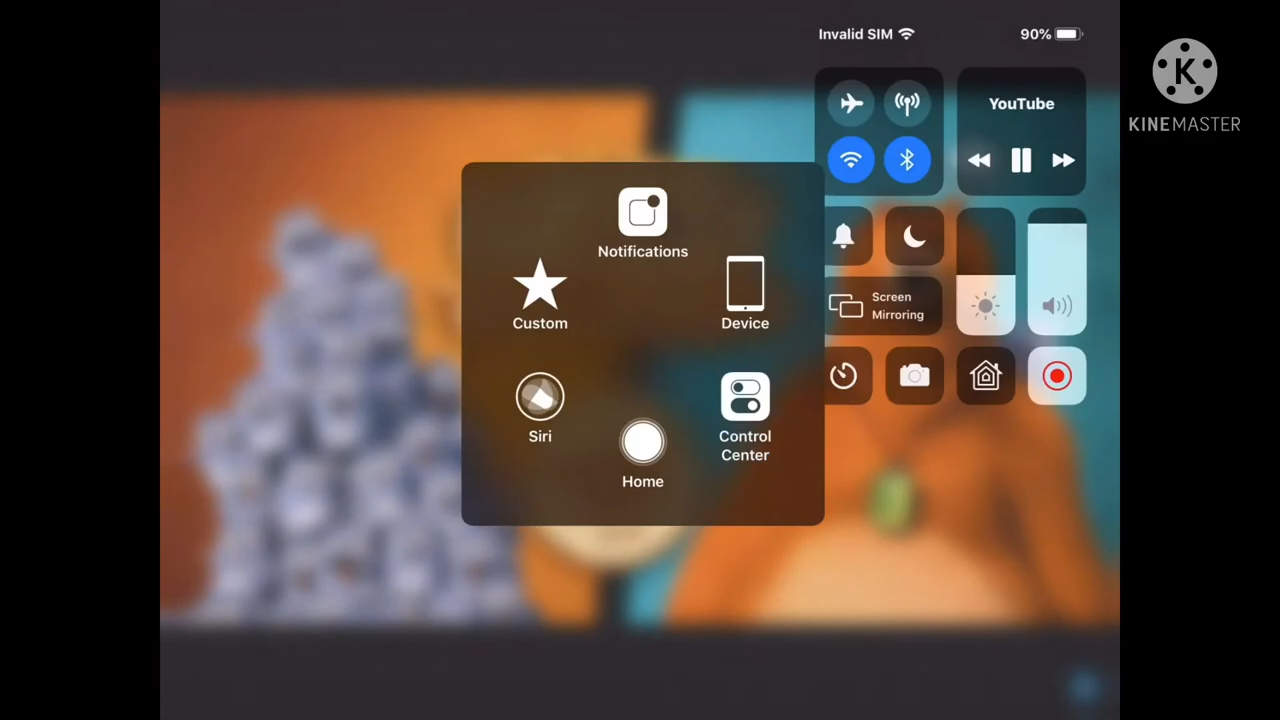 Invalid SIM
90%
YouTube
KINEMASTER
Notifications
Custom
Device
Screen
Mirroring
Siri
Control
Center
Home